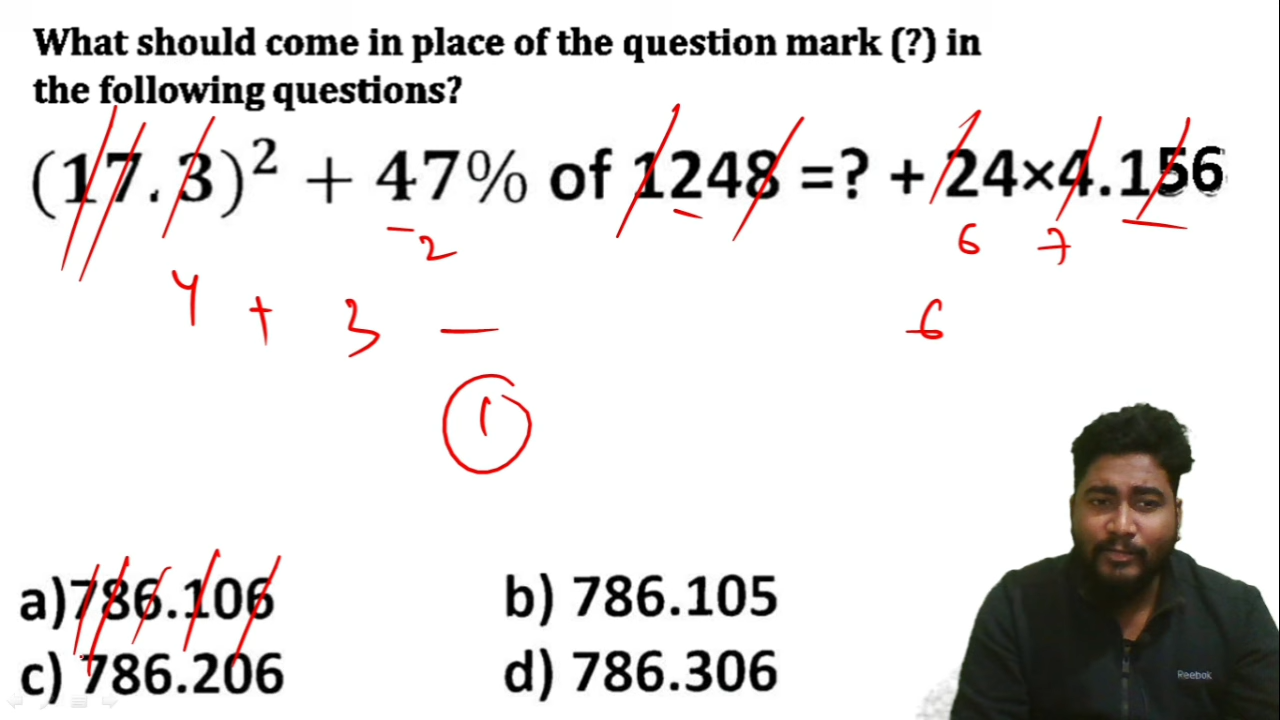 What should come in place of the question mark (?) in
the following questions?
(17.3)² + 47% of 1248 =? + 24×4.156
-2 6 7
4 + 3 — 6
1
a)786.106 b) 786.105
c) 786.206 d) 786.306
Reebok